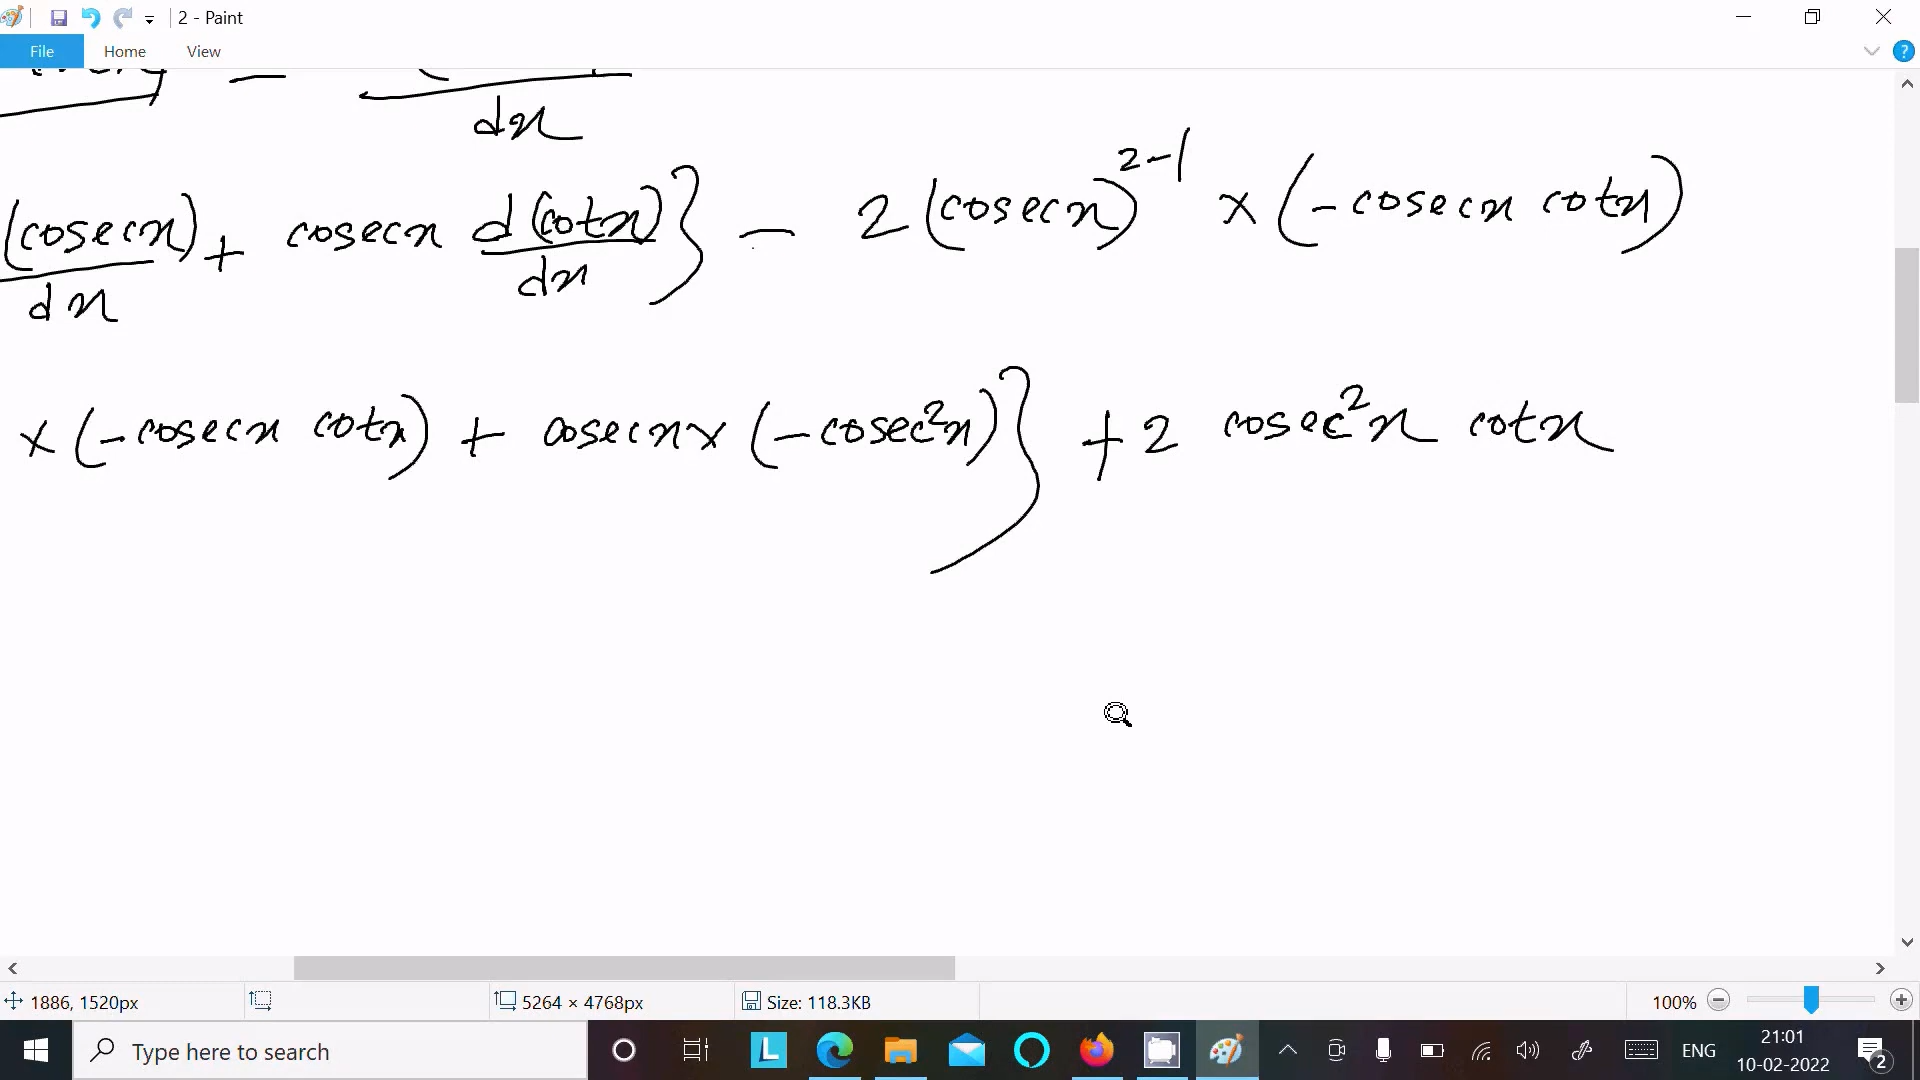 2 - Paint
File Home View
dx
(cosecx) + cosecx d(cotx)} - 2(cosecx)^2-1 × (-cosecx cotx)
dx dx
×(-cosecx cotx) + cosecx×(-cosec²x)} +2 cosec²x cotx
1886, 1520px 5264 × 4768px Size: 118.3KB 100%
Type here to search L ENG 21:01
10-02-2022 2